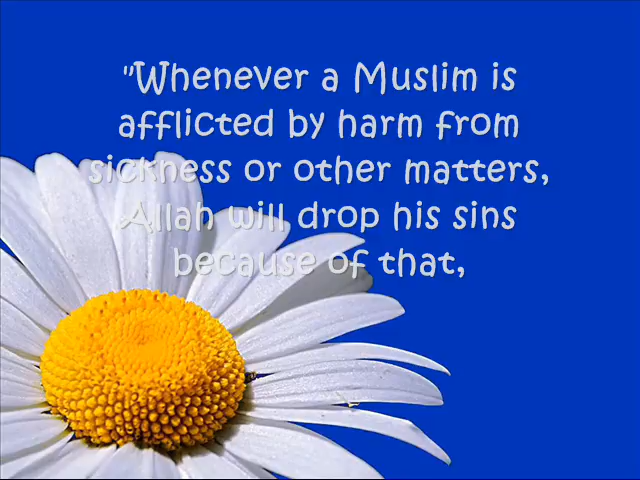 "Whenever a Muslim is
afflicted by harm from
sickness or other matters,
Allah will drop his sins
because of that,